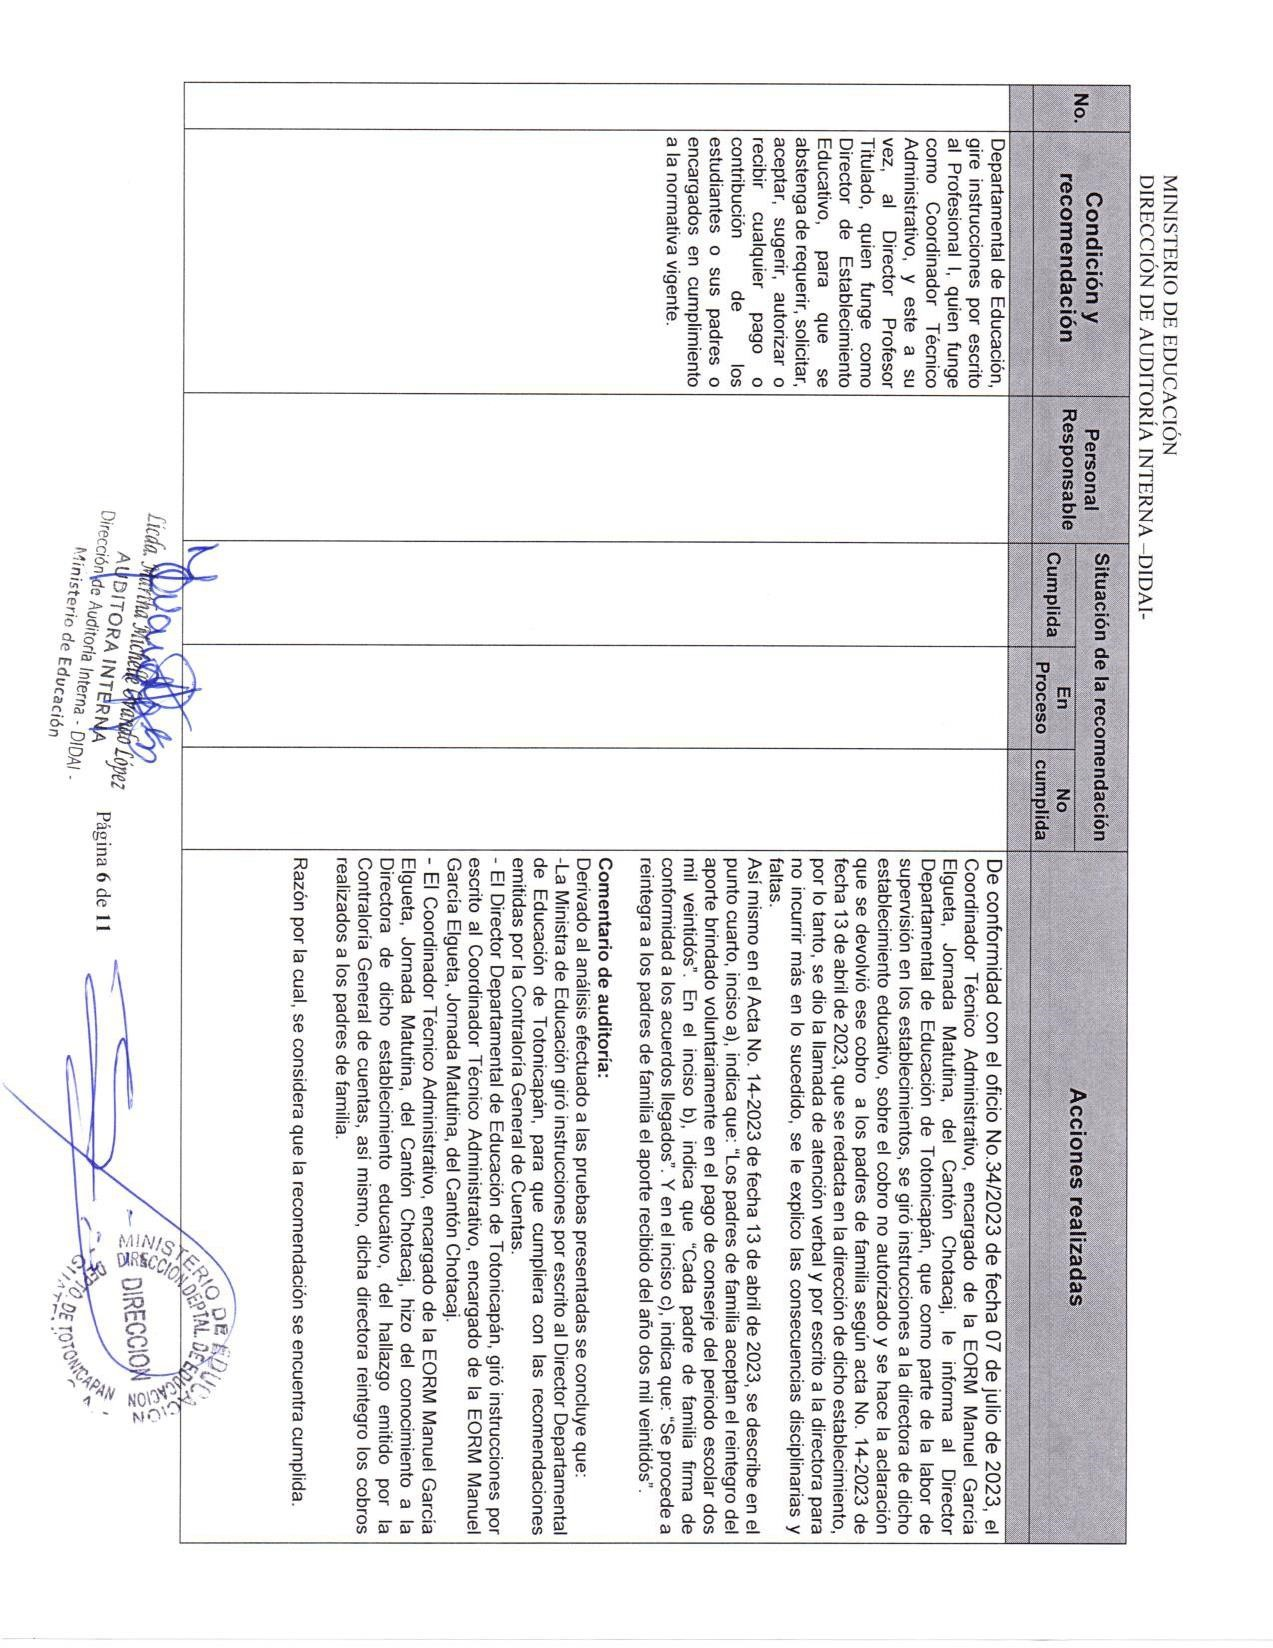 MINISTERIO DE EDUCACIÓN
DIRECCIÓN DE AUDITORÍA INTERNA –DIDAI-
No.
Condición y
recomendación
Personal
Responsable
Situación de la recomendación
Cumplida
En
Proceso
No
cumplida
Acciones realizadas
Departamental de Educación,
gire instrucciones por escrito
al Profesional I, quien funge
como Coordinador Técnico
Administrativo, y este a su
vez, al Director Profesor
Titulado, quien funge como
Director de Establecimiento
Educativo, para que se
abstenga de requerir, solicitar,
aceptar, sugerir, autorizar o
recibir cualquier pago o
contribución de los
estudiantes o sus padres o
encargados en cumplimiento
a la normativa vigente.
De conformidad con el oficio No.34/2023 de fecha 07 de julio de 2023, el
Coordinador Técnico Administrativo, encargado de la EORM Manuel García
Elgueta, Jornada Matutina, del Cantón Chotacaj, le informa al Director
Departamental de Educación de Totonicapán, que como parte de la labor de
supervisión en los establecimientos, se giró instrucciones a la directora de dicho
establecimiento educativo, sobre el cobro no autorizado y se hace la aclaración
que se devolvió ese cobro a los padres de familia según acta No. 14-2023 de
fecha 13 de abril de 2023, que se redacta en la dirección de dicho establecimiento,
por lo tanto, se dio la llamada de atención verbal y por escrito a la directora para
no incurrir más en lo sucedido, se le explico las consecuencias disciplinarias y
faltas.
Así mismo en el Acta No. 14-2023 de fecha 13 de abril de 2023, se describe en el
punto cuarto, inciso a), indica que: “Los padres de familia aceptan el reintegro del
aporte brindado voluntariamente en el pago de conserje del periodo escolar dos
mil veintidós”. En el inciso b), indica que “Cada padre de familia firma de
conformidad a los acuerdos llegados”. Y en el inciso c), indica que: “Se procede a
reintegra a los padres de familia el aporte recibido del año dos mil veintidós”.
Comentario de auditoría:
Derivado al análisis efectuado a las pruebas presentadas se concluye que:
-La Ministra de Educación giró instrucciones por escrito al Director Departamental
de Educación de Totonicapán, para que cumpliera con las recomendaciones
emitidas por la Contraloría General de Cuentas.
- El Director Departamental de Educación de Totonicapán, giró instrucciones por
escrito al Coordinador Técnico Administrativo, encargado de la EORM Manuel
García Elgueta, Jornada Matutina, del Cantón Chotacaj.
- El Coordinador Técnico Administrativo, encargado de la EORM Manuel García
Elgueta, Jornada Matutina, del Cantón Chotacaj, hizo del conocimiento a la
Directora de dicho establecimiento educativo, del hallazgo emitido por la
Contraloría General de cuentas, así mismo, dicha directora reintegro los cobros
realizados a los padres de familia.
Razón por la cual, se considera que la recomendación se encuentra cumplida.
Licda. Martha Michelle López
AUDITORA INTERNA
Dirección de Auditoría Interna - DIDAI -
Ministerio de Educación
Página 6 de 11
MINISTERIO DE EDUCACION
DIRECCION DEPTAL DE EDUCACION
DIRECCION
DEPTO. DE TOTONICAPAN